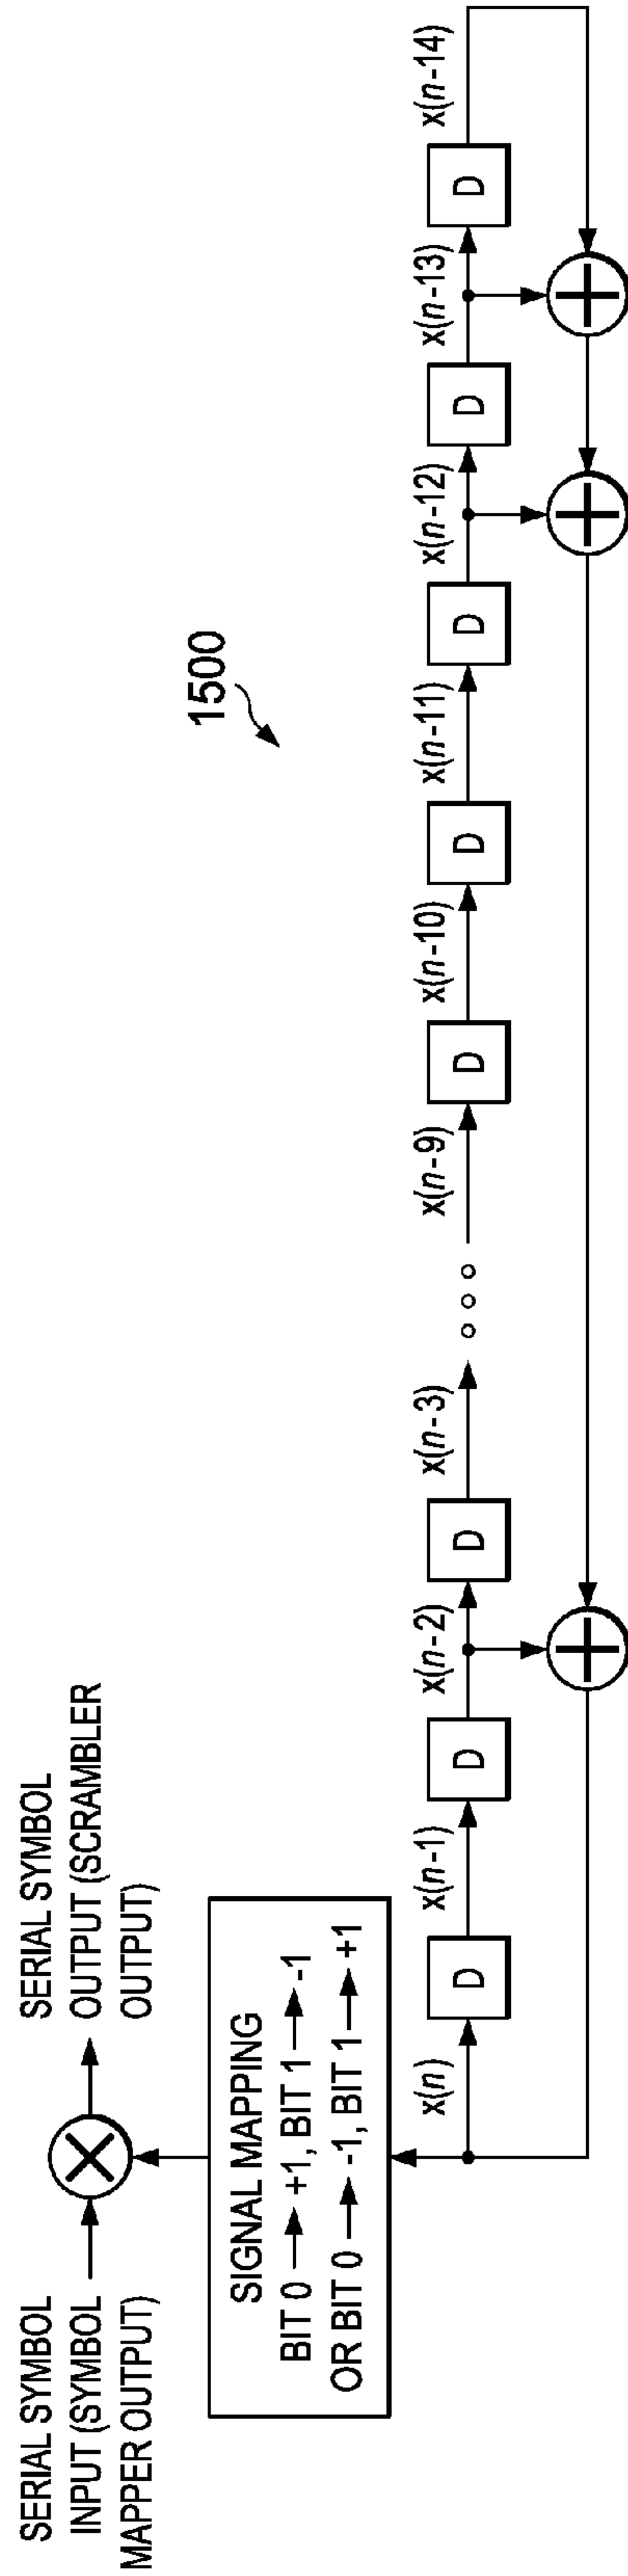 SERIAL SYMBOL
INPUT (SYMBOL
MAPPER OUTPUT)
SERIAL SYMBOL
OUTPUT (SCRAMBLER
OUTPUT)
SIGNAL MAPPING
BIT 0 → +1, BIT 1 → -1
OR BIT 0 → -1, BIT 1 → +1
1500
x(n)
D
x(n-1)
D
x(n-2)
D
x(n-3)
x(n-9)
D
x(n-10)
D
x(n-11)
D
x(n-12)
D
x(n-13)
D
x(n-14)